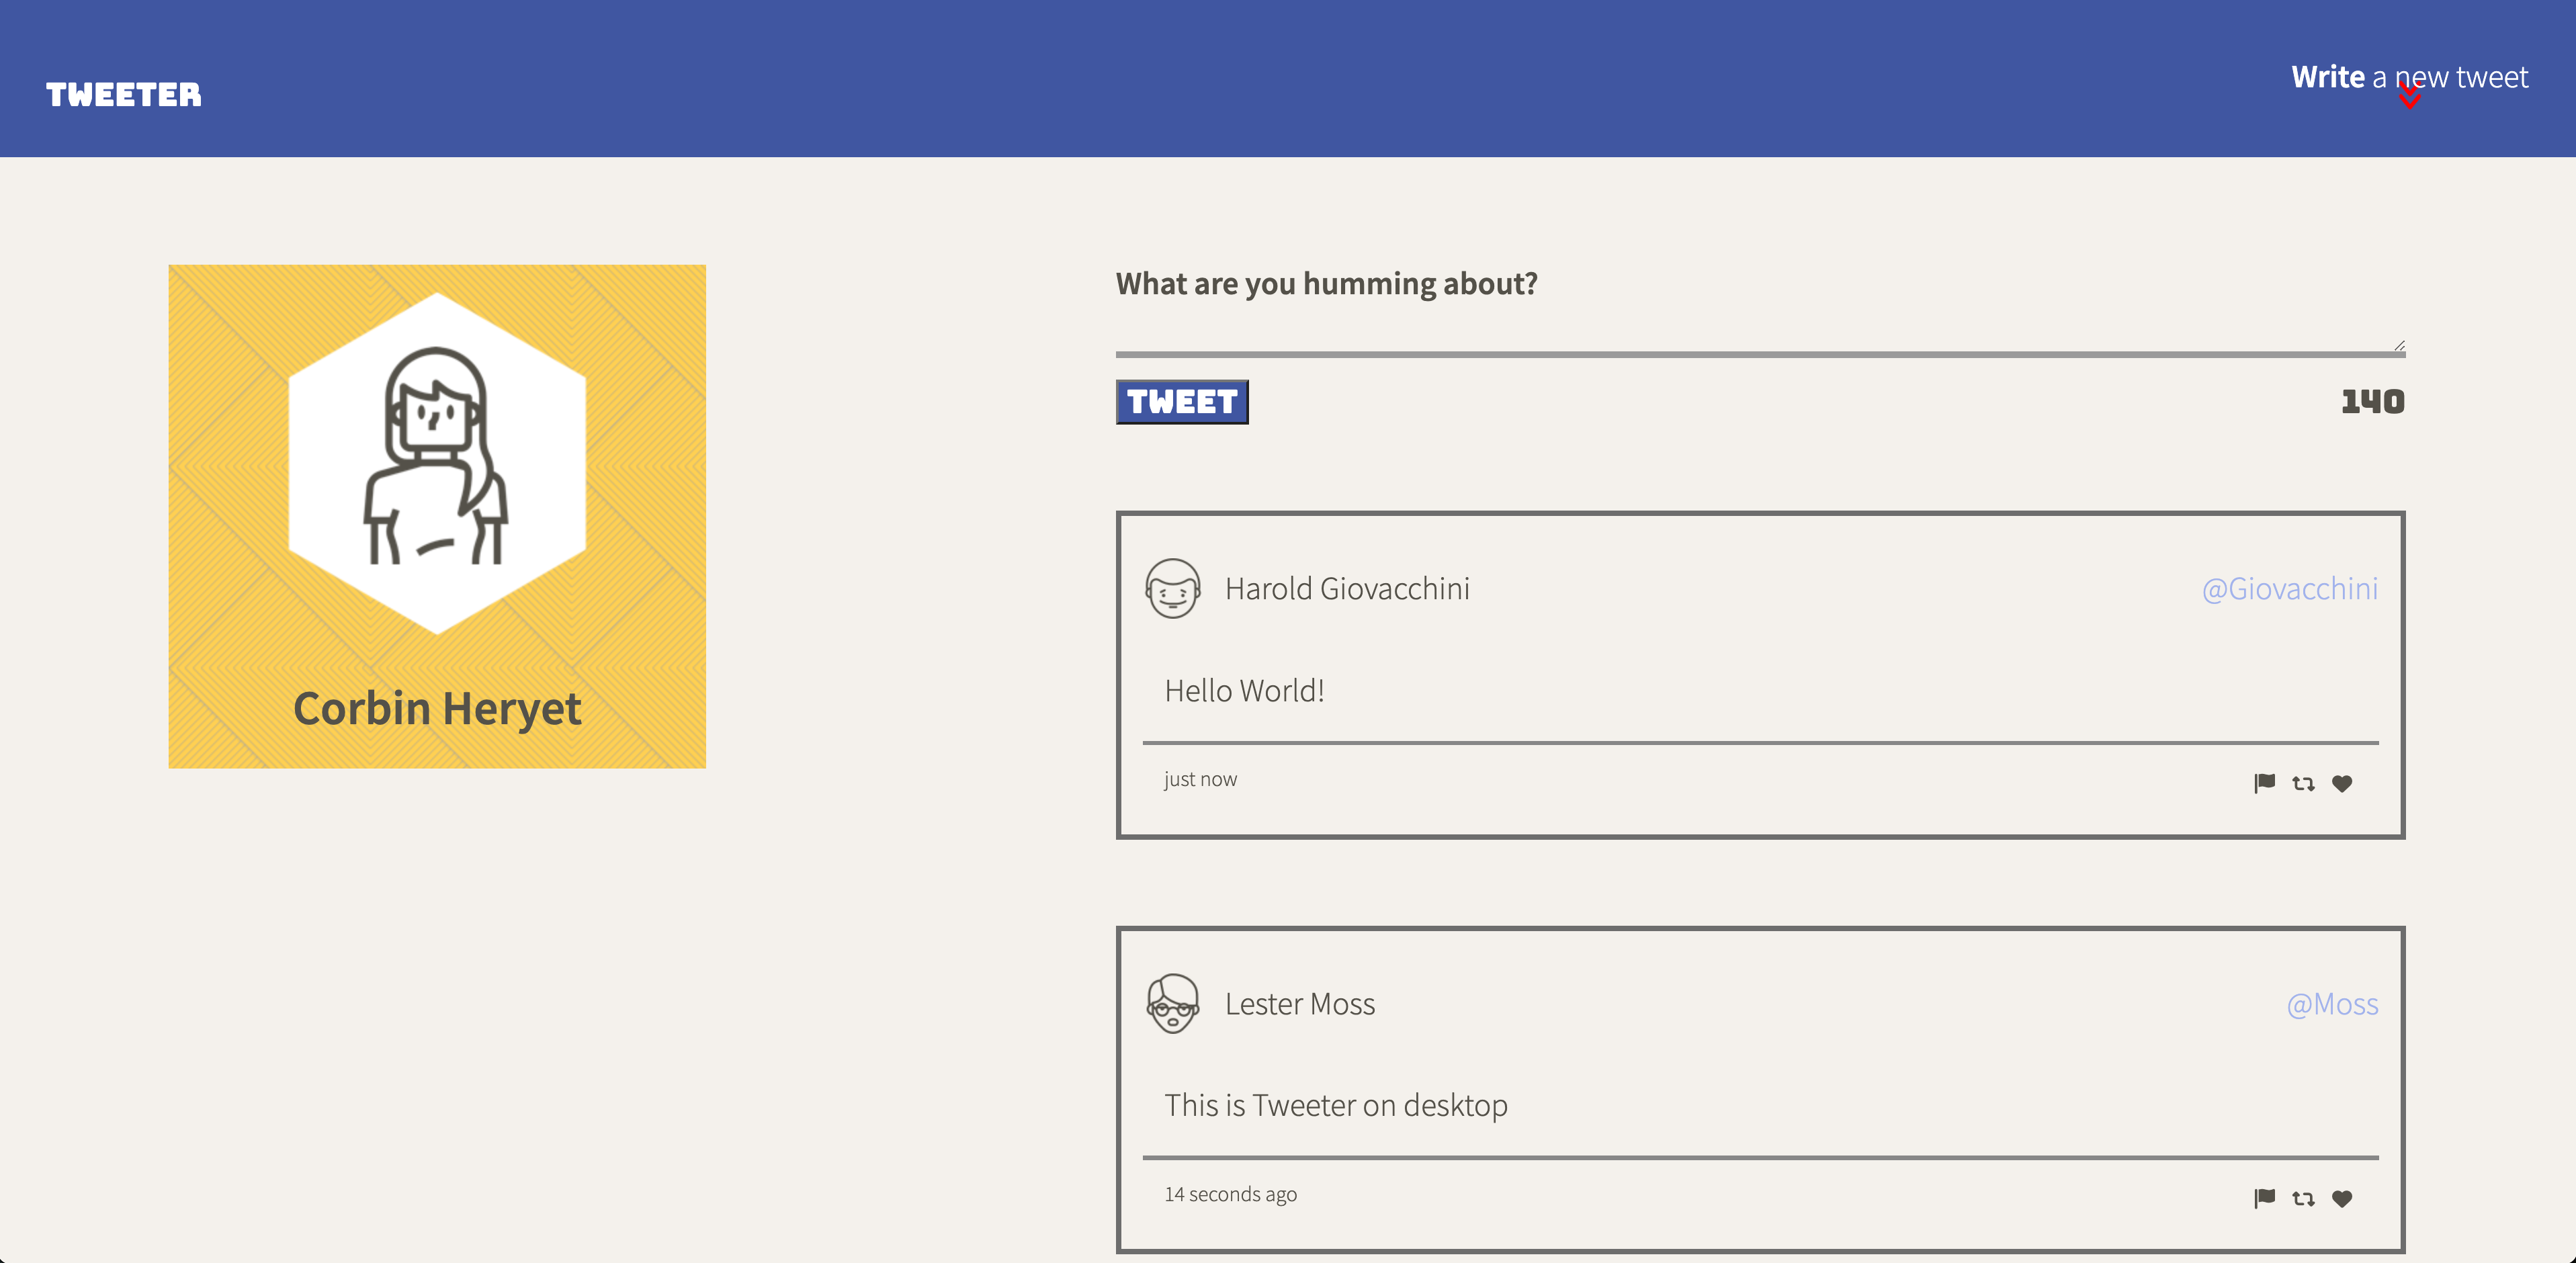 TWEETER
Write a new tweet
Corbin Heryet
What are you humming about?
TWEET
140
Harold Giovacchini
@Giovacchini
Hello World!
just now
Lester Moss
@Moss
This is Tweeter on desktop
14 seconds ago